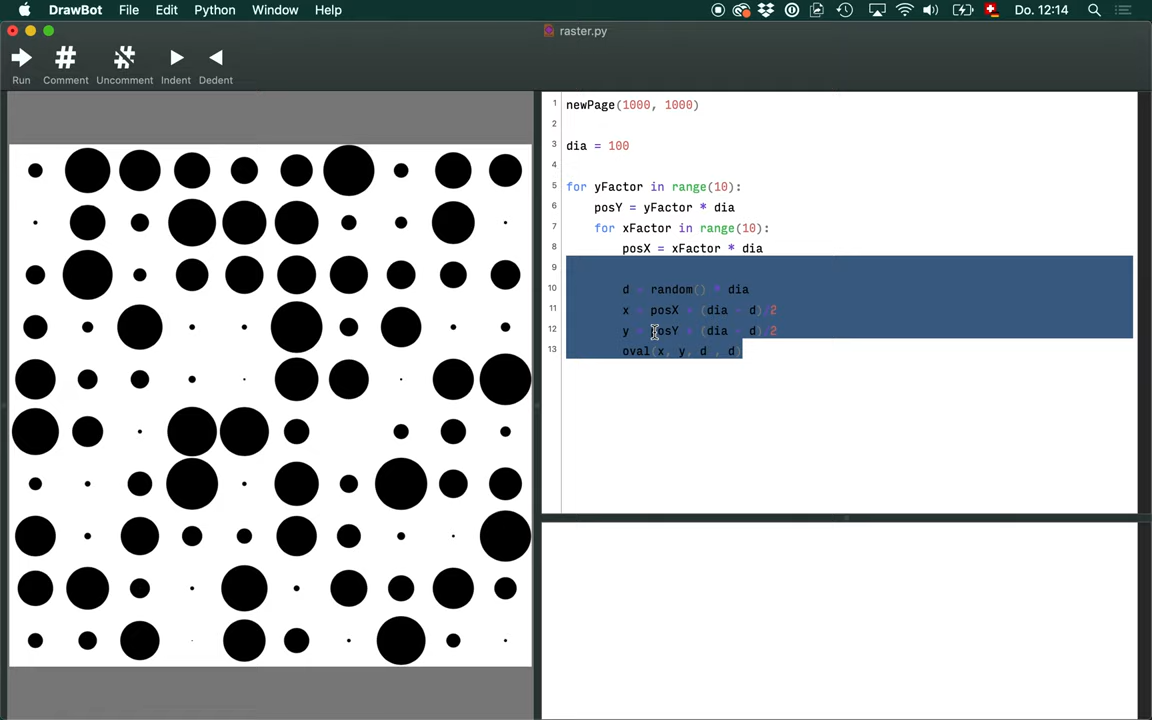 DrawBot File Edit Python Window Help Do. 12:14
raster.py
Run Comment Uncomment Indent Dedent
1 newPage(1000, 1000)
2
3 dia = 100
4
5 for yFactor in range(10):
6 posY = yFactor * dia
7 for xFactor in range(10):
8 posX = xFactor * dia
9
10 d = random() * dia
11 x = posX + (dia - d)/2
12 y = posY + (dia - d)/2
13 oval(x, y, d , d)